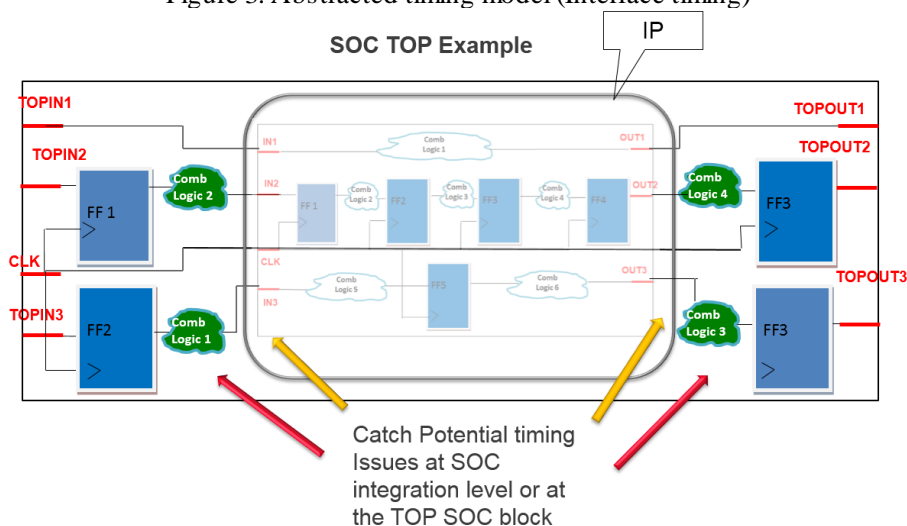 Figure 3. Abstracted timing model (Interface timing)
SOC TOP Example
IP
TOPIN1
TOPOUT1
IN1
Comb
Logic 1
OUT1
TOPIN2
TOPOUT2
FF 1
Comb
Logic 2
IN2
FF 1
Comb
Logic 2
FF2
Comb
Logic 3
FF3
Comb
Logic 4
FF4
OUT2
Comb
Logic 4
FF3
CLK
CLK
OUT3
TOPOUT3
TOPIN3
FF2
Comb
Logic 1
IN3
Comb
Logic 5
FF5
Comb
Logic 6
Comb
Logic 3
FF3
Catch Potential timing
Issues at SOC
integration level or at
the TOP SOC block